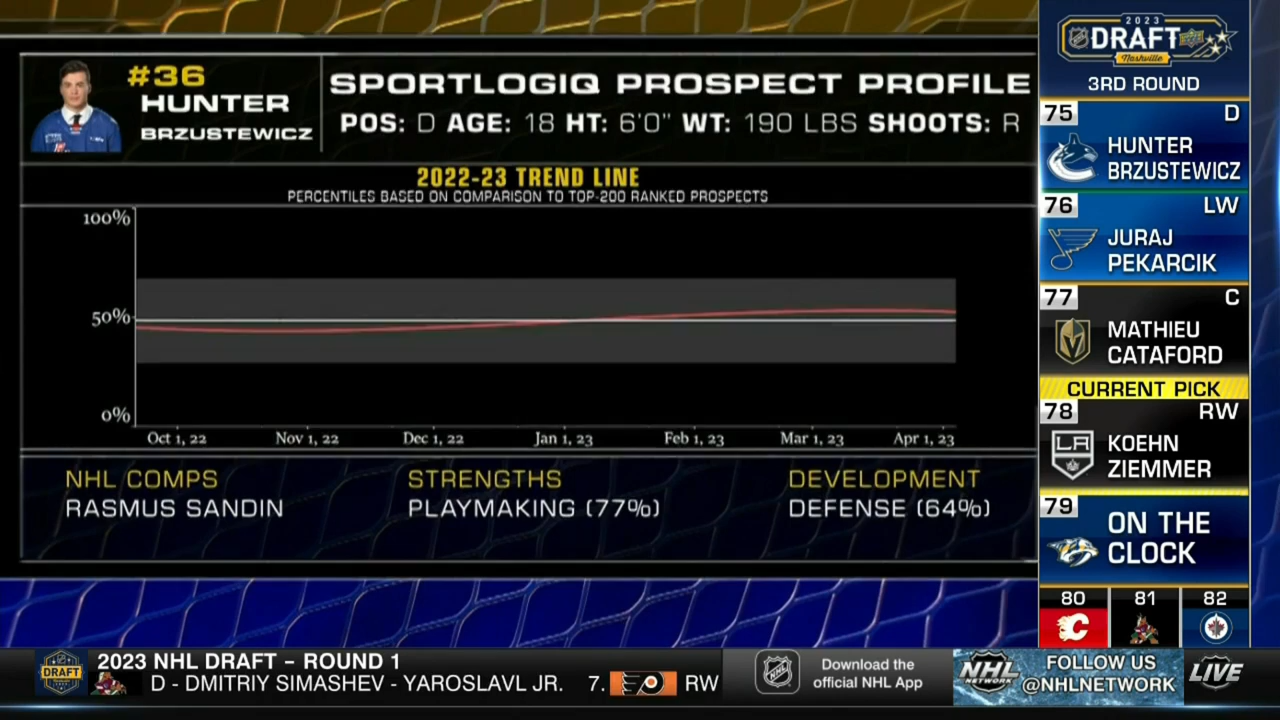 #36
HUNTER
BRZUSTEWICZ
SPORTLOGIQ PROSPECT PROFILE
POS: D AGE: 18 HT: 6'0" WT: 190 LBS SHOOTS: R
2022-23 TREND LINE
PERCENTILES BASED ON COMPARISON TO TOP-200 RANKED PROSPECTS
100%
50%
0%
Oct 1, 22 Nov 1, 22 Dec 1, 22 Jan 1, 23 Feb 1, 23 Mar 1, 23 Apr 1, 23
NHL COMPS
RASMUS SANDIN
STRENGTHS
PLAYMAKING (77%)
DEVELOPMENT
DEFENSE (64%)
2023
DRAFT
Nashville
3RD ROUND
75 D
HUNTER
BRZUSTEWICZ
76 LW
JURAJ
PEKARCIK
77 C
MATHIEU
CATAFORD
CURRENT PICK
78 RW
LA
KOEHN
ZIEMMER
79
ON THE
CLOCK
80 81 82
DRAFT
2023 NHL DRAFT – ROUND 1
D - DMITRIY SIMASHEV - YAROSLAVL JR. 7. RW
NHL
Download the
official NHL App
NHL
NETWORK
FOLLOW US
@NHLNETWORK
LIVE